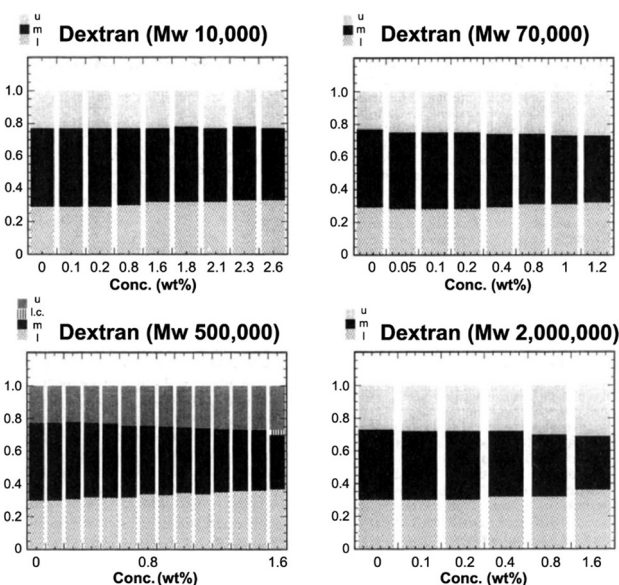 u
m
l
Dextran (Mw 10,000)
1.0
0.8
0.6
0.4
0.2
0
0 0.1 0.2 0.8 1.6 1.8 2.1 2.3 2.6
Conc. (wt%)
u
m
l
Dextran (Mw 70,000)
1.0
0.8
0.6
0.4
0.2
0
0 0.05 0.1 0.2 0.4 0.8 1 1.2
Conc. (wt%)
u
l.c.
m
l
Dextran (Mw 500,000)
1.0
0.8
0.6
0.4
0.2
0
0 0.8 1.6
Conc. (wt%)
u
m
l
Dextran (Mw 2,000,000)
1.0
0.8
0.6
0.4
0.2
0
0 0.1 0.2 0.4 0.8 1.6
Conc. (wt%)